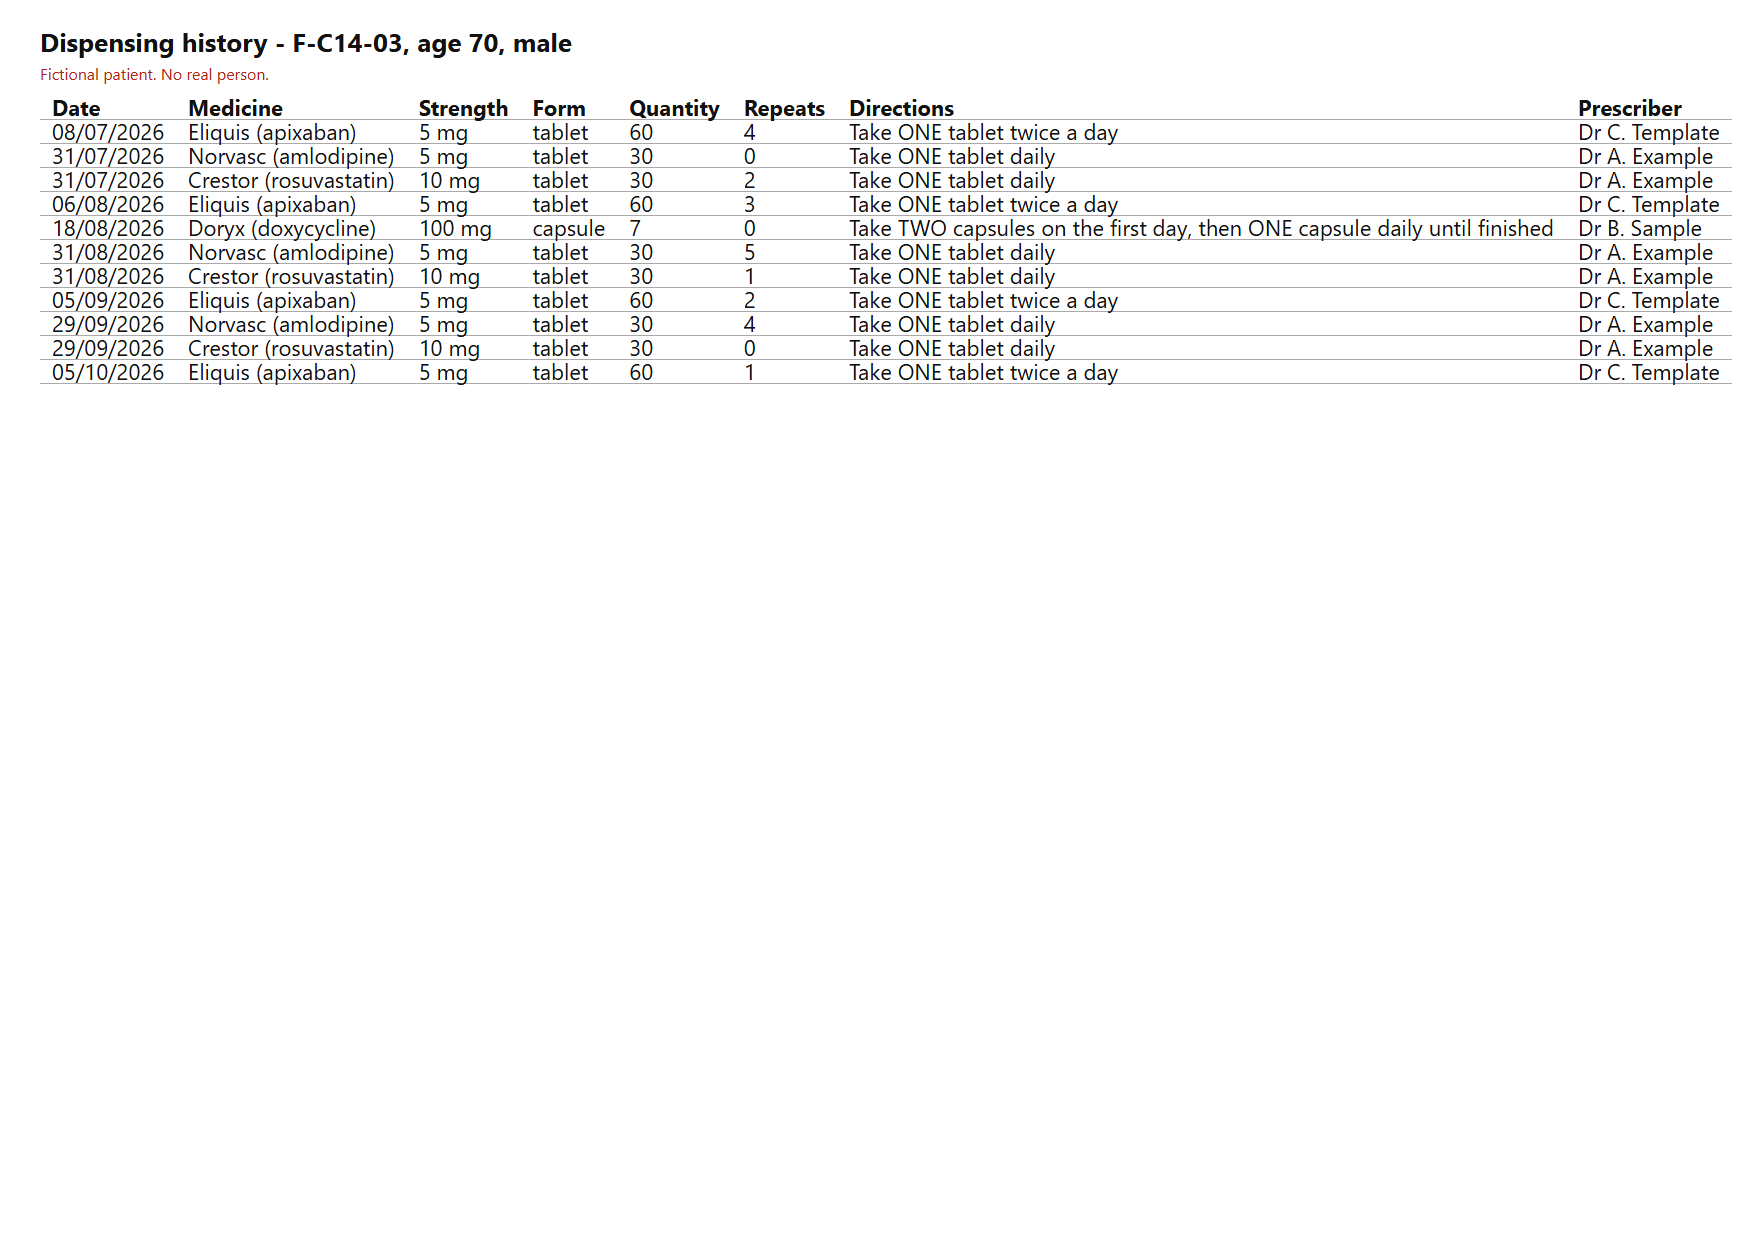 Dispensing history - F-C14-03, age 70, male
Fictional patient. No real person.
Date Medicine Strength Form Quantity Repeats Directions Prescriber
08/07/2026 Eliquis (apixaban) 5 mg tablet 60 4 Take ONE tablet twice a day Dr C. Template
31/07/2026 Norvasc (amlodipine) 5 mg tablet 30 0 Take ONE tablet daily Dr A. Example
31/07/2026 Crestor (rosuvastatin) 10 mg tablet 30 2 Take ONE tablet daily Dr A. Example
06/08/2026 Eliquis (apixaban) 5 mg tablet 60 3 Take ONE tablet twice a day Dr C. Template
18/08/2026 Doryx (doxycycline) 100 mg capsule 7 0 Take TWO capsules on the first day, then ONE capsule daily until finished Dr B. Sample
31/08/2026 Norvasc (amlodipine) 5 mg tablet 30 5 Take ONE tablet daily Dr A. Example
31/08/2026 Crestor (rosuvastatin) 10 mg tablet 30 1 Take ONE tablet daily Dr A. Example
05/09/2026 Eliquis (apixaban) 5 mg tablet 60 2 Take ONE tablet twice a day Dr C. Template
29/09/2026 Norvasc (amlodipine) 5 mg tablet 30 4 Take ONE tablet daily Dr A. Example
29/09/2026 Crestor (rosuvastatin) 10 mg tablet 30 0 Take ONE tablet daily Dr A. Example
05/10/2026 Eliquis (apixaban) 5 mg tablet 60 1 Take ONE tablet twice a day Dr C. Template